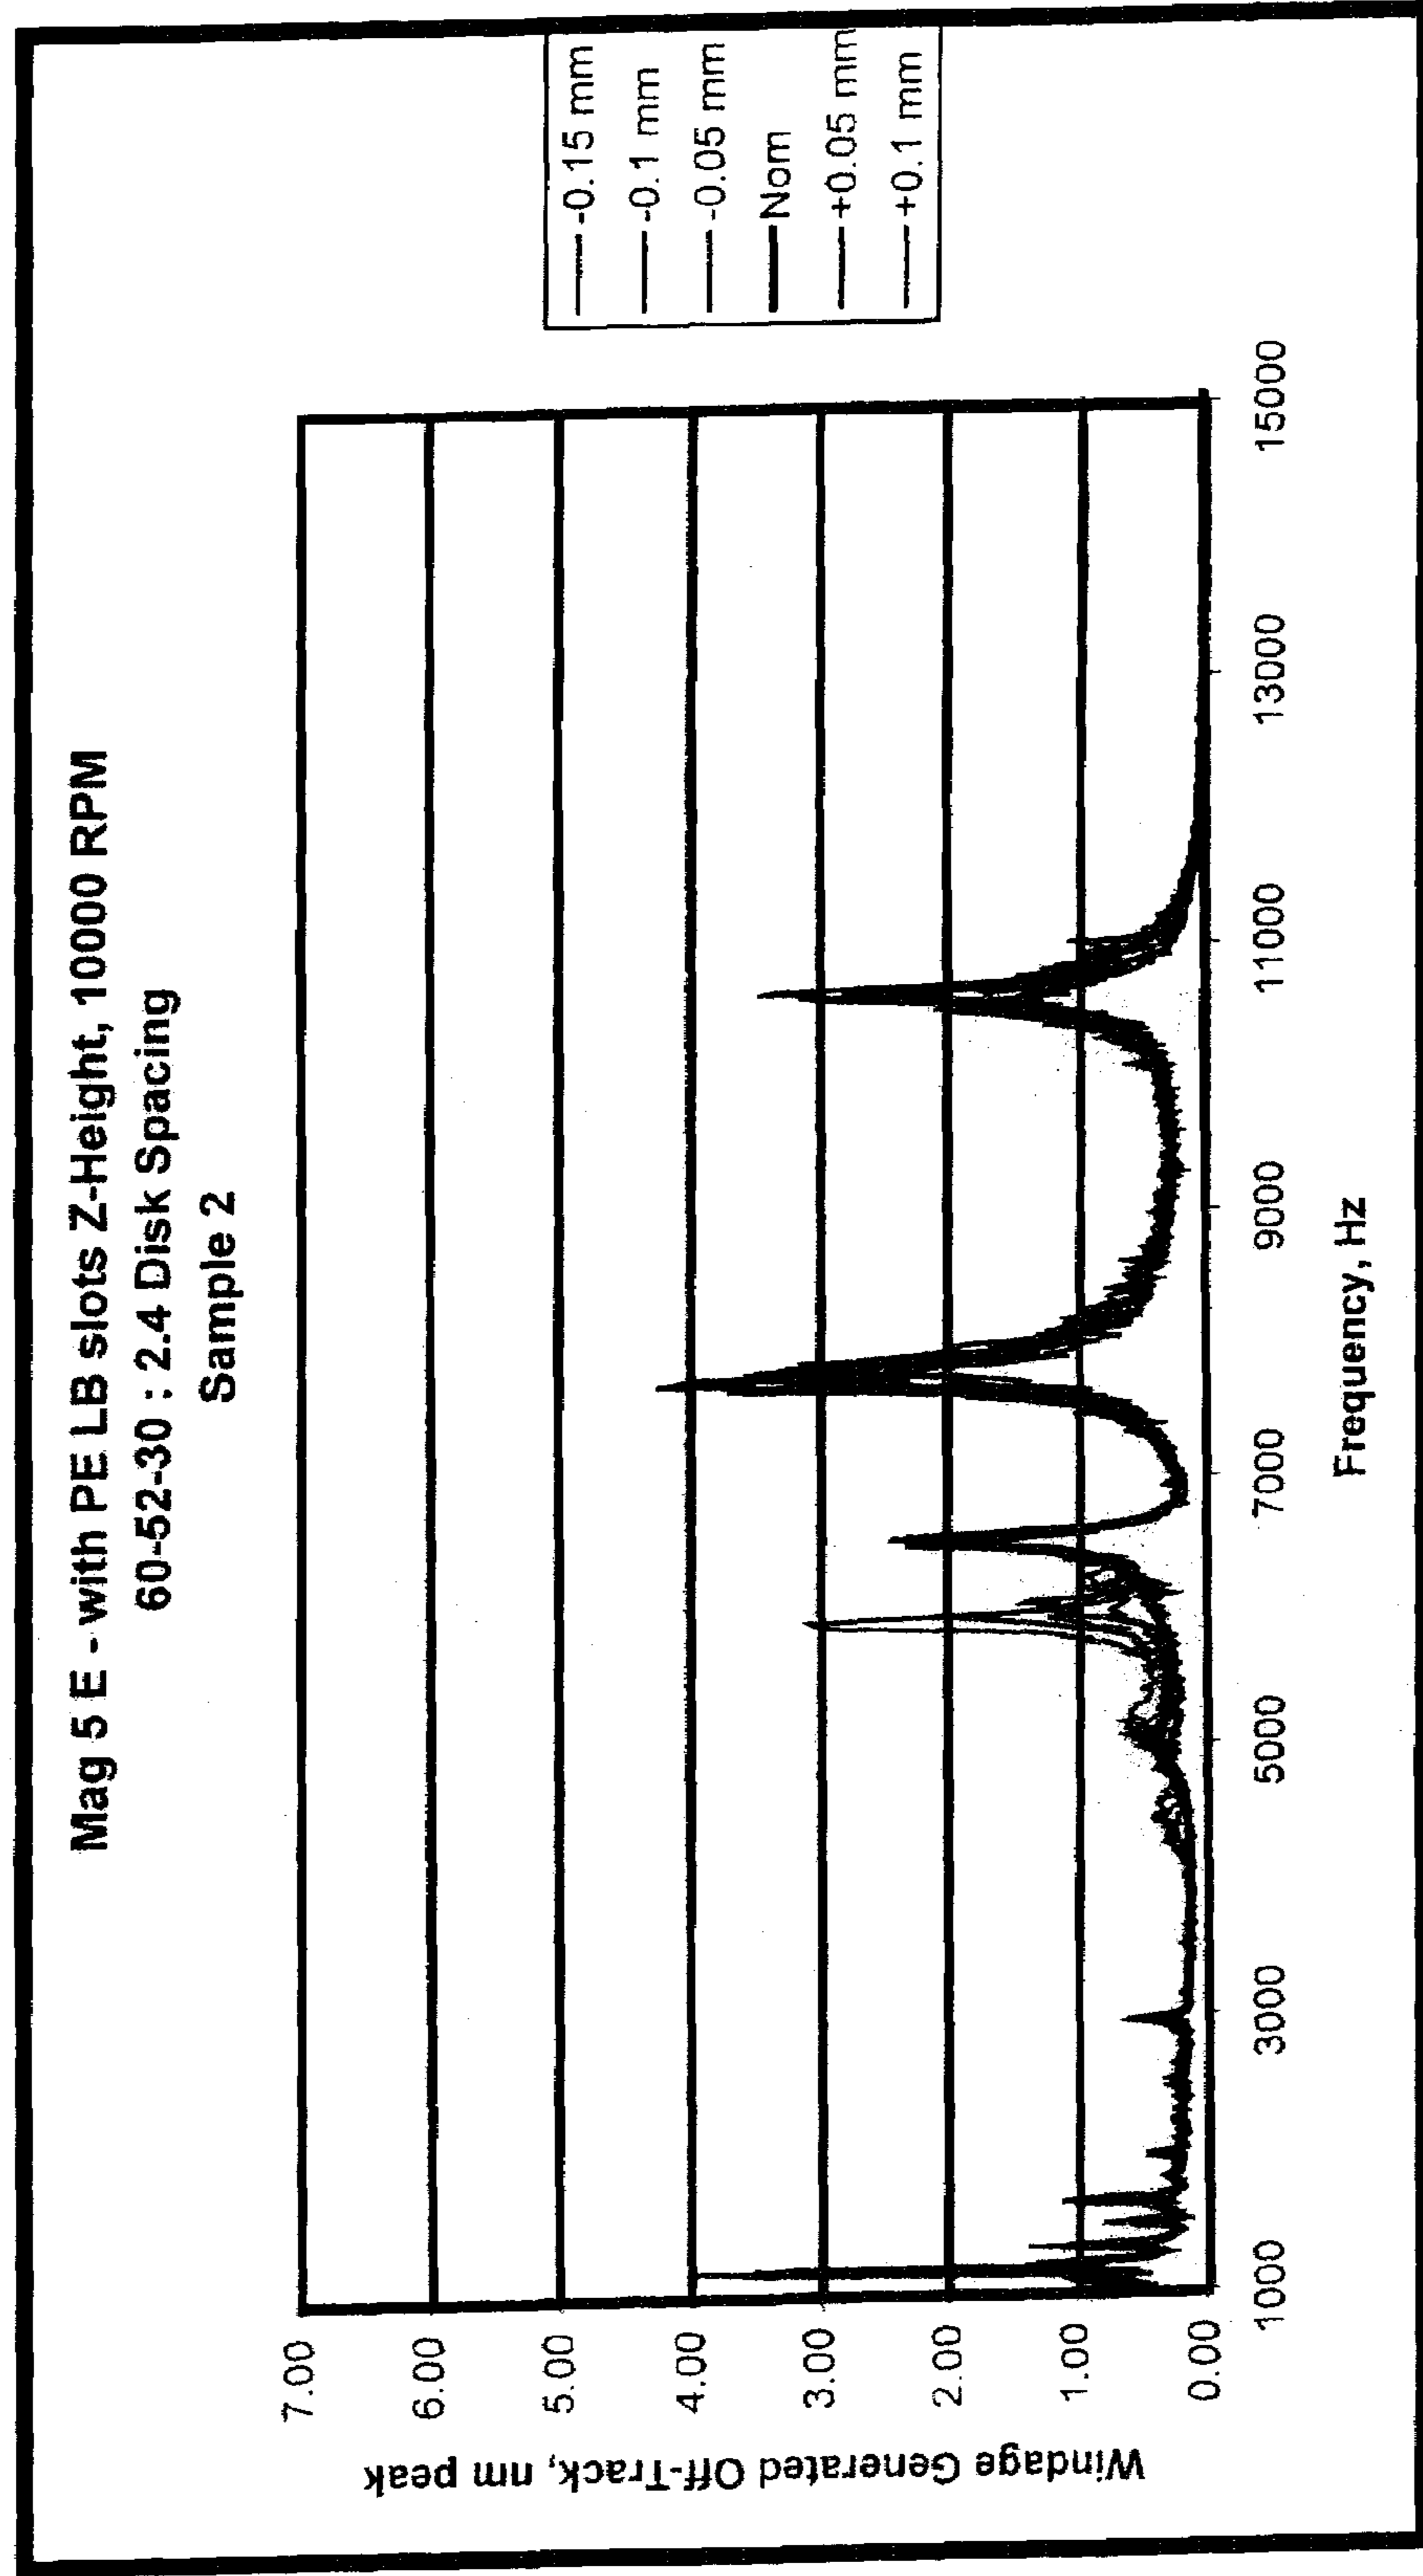 Mag 5 E - with PE LB slots Z-Height, 10000 RPM
60-52-30 : 2.4 Disk Spacing
Sample 2
Windage Generated Off-Track, nm peak
7.00
6.00
5.00
4.00
3.00
2.00
1.00
0.00
1000
3000
5000
7000
9000
11000
13000
15000
Frequency, Hz
-0.15 mm
-0.1 mm
-0.05 mm
Nom
+0.05 mm
+0.1 mm